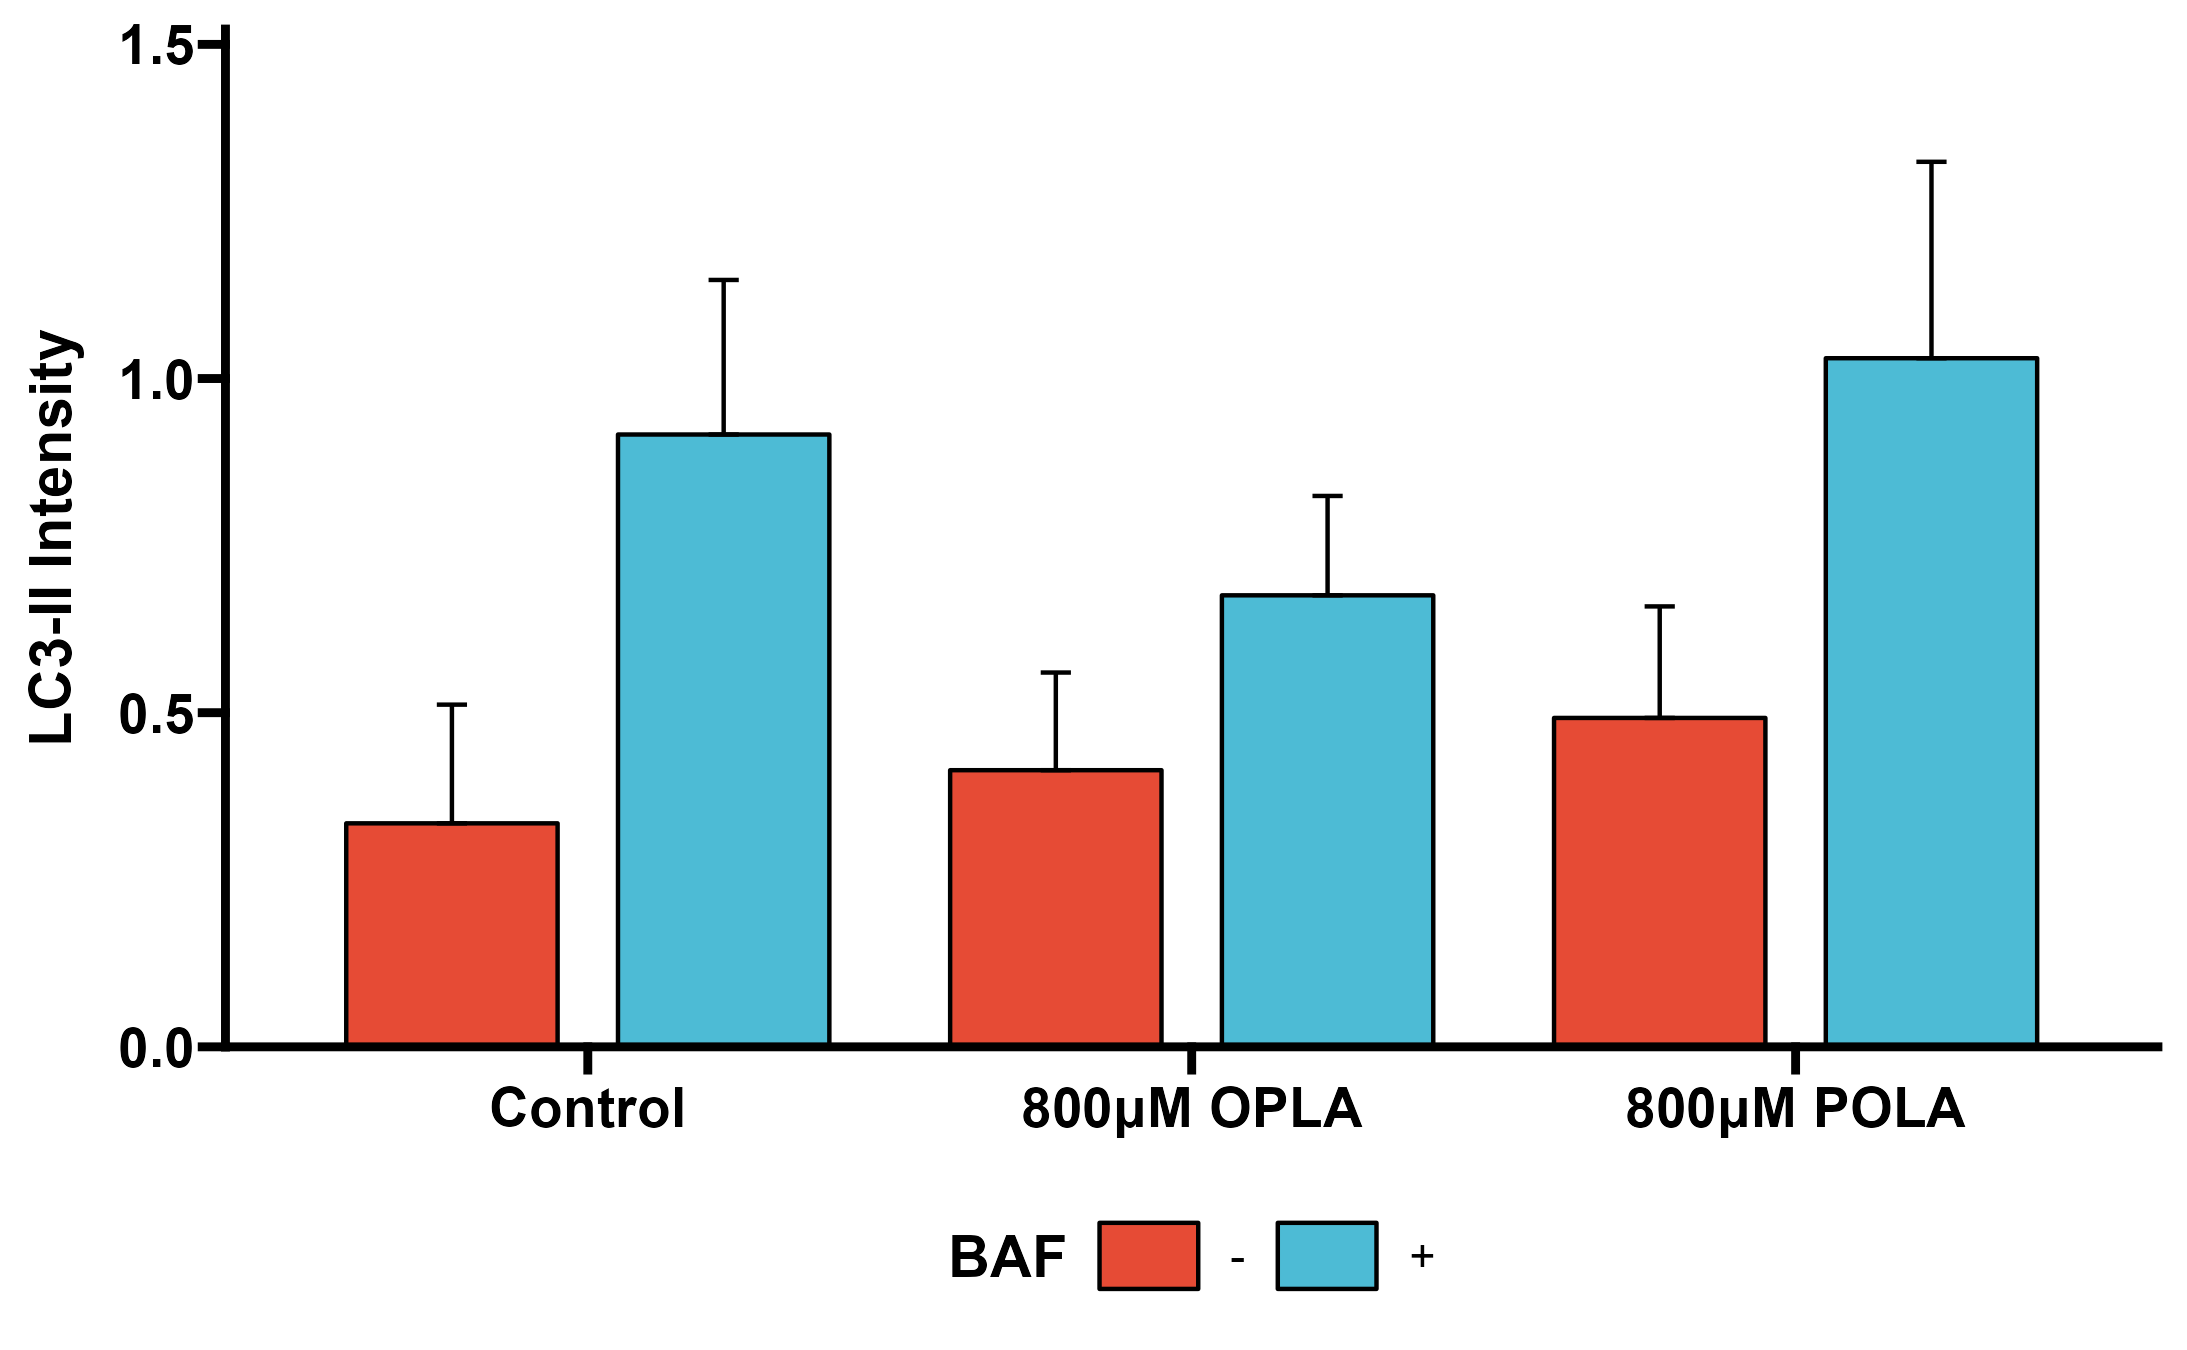 LC3-II Intensity
1.5
1.0
0.5
0.0
Control 800µM OPLA 800µM POLA
BAF - +